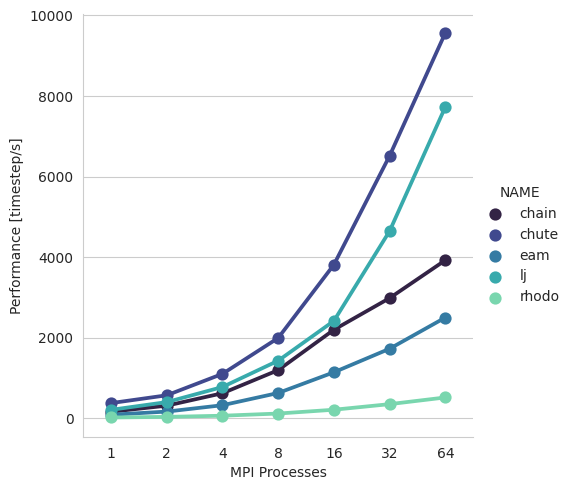 10000
8000
6000
4000
2000
0
Performance [timestep/s]
1 2 4 8 16 32 64
MPI Processes
NAME
chain
chute
eam
lj
rhodo